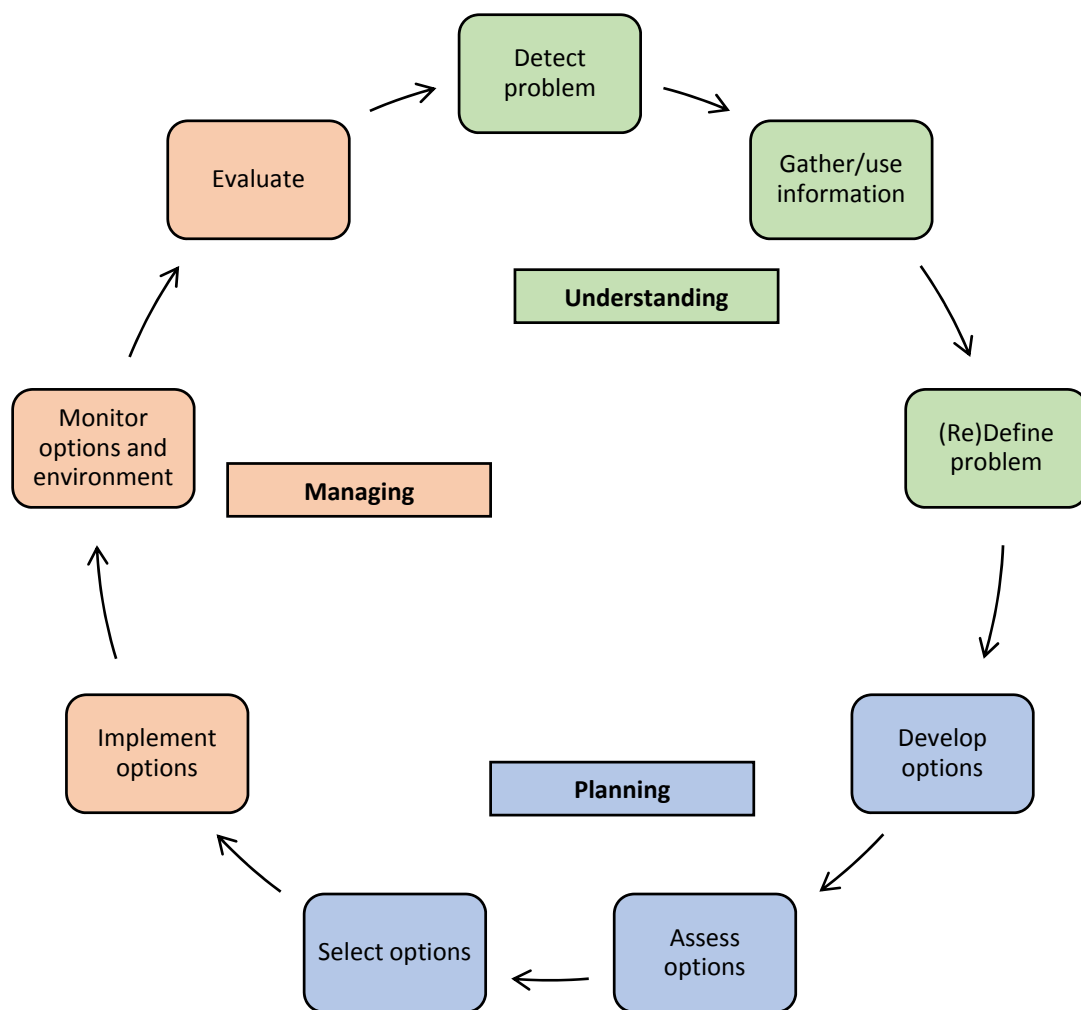 Detect
problem
Gather/use
information
Evaluate
Understanding
(Re)Define
problem
Monitor
options and
environment
Managing
Develop
options
Implement
options
Planning
Assess
options
Select options